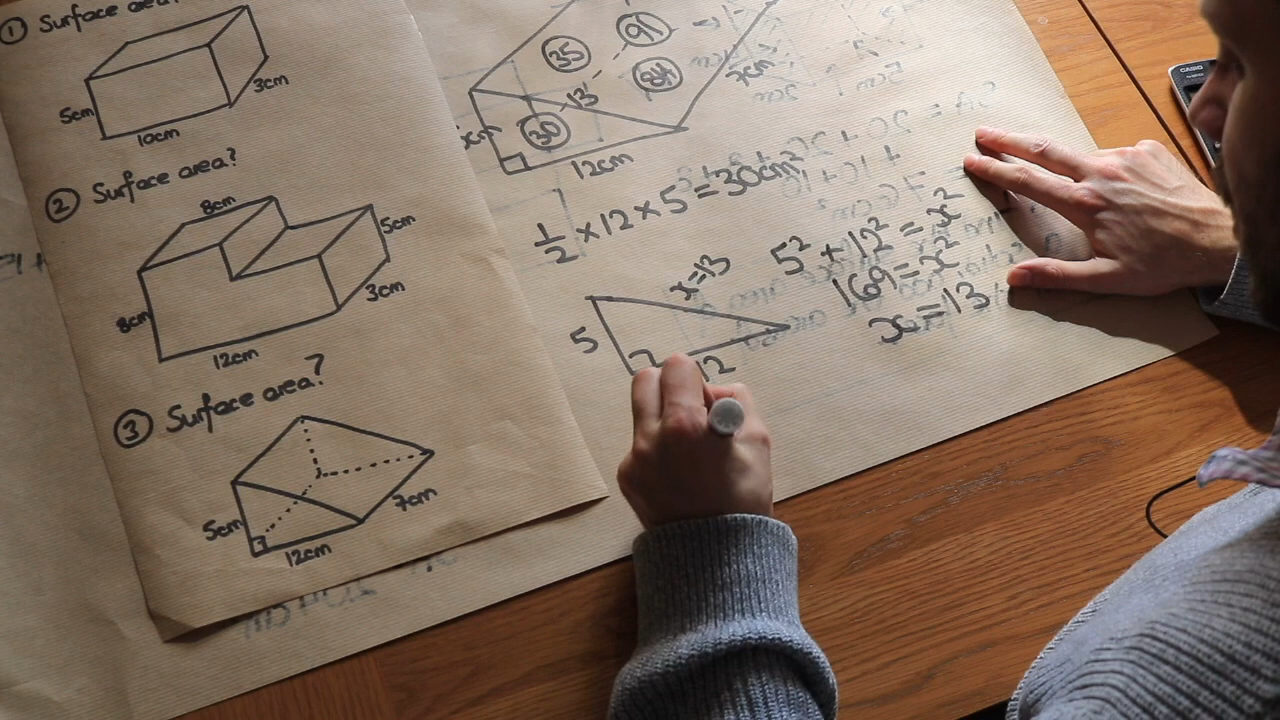 ① Surface area?
5cm
3cm
10cm
② Surface area?
8cm
5cm
8cm
3cm
12cm
③ Surface area?
5cm
7cm
12cm
35
91
13
84
30
7cm
12cm
1/2 × 12 × 5 = 30cm²
x=13
5
12
5² + 12² = x²
169 = x²
x = 13
CASIO